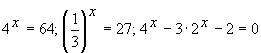 4^x = 64; (1/3)^x = 27; 4^x − 3·2^x − 2 = 0